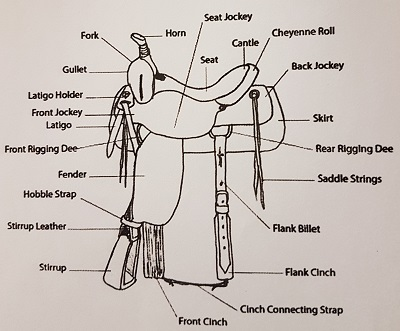 Seat Jockey
Fork
Horn
Cheyenne Roll
Cantle
Gullet
Seat
Back Jockey
Latigo Holder
Front Jockey
Latigo
Skirt
Front Rigging Dee
Rear Rigging Dee
Fender
Saddle Strings
Hobble Strap
Stirrup Leather
Flank Billet
Stirrup
Flank Cinch
Cinch Connecting Strap
Front Cinch